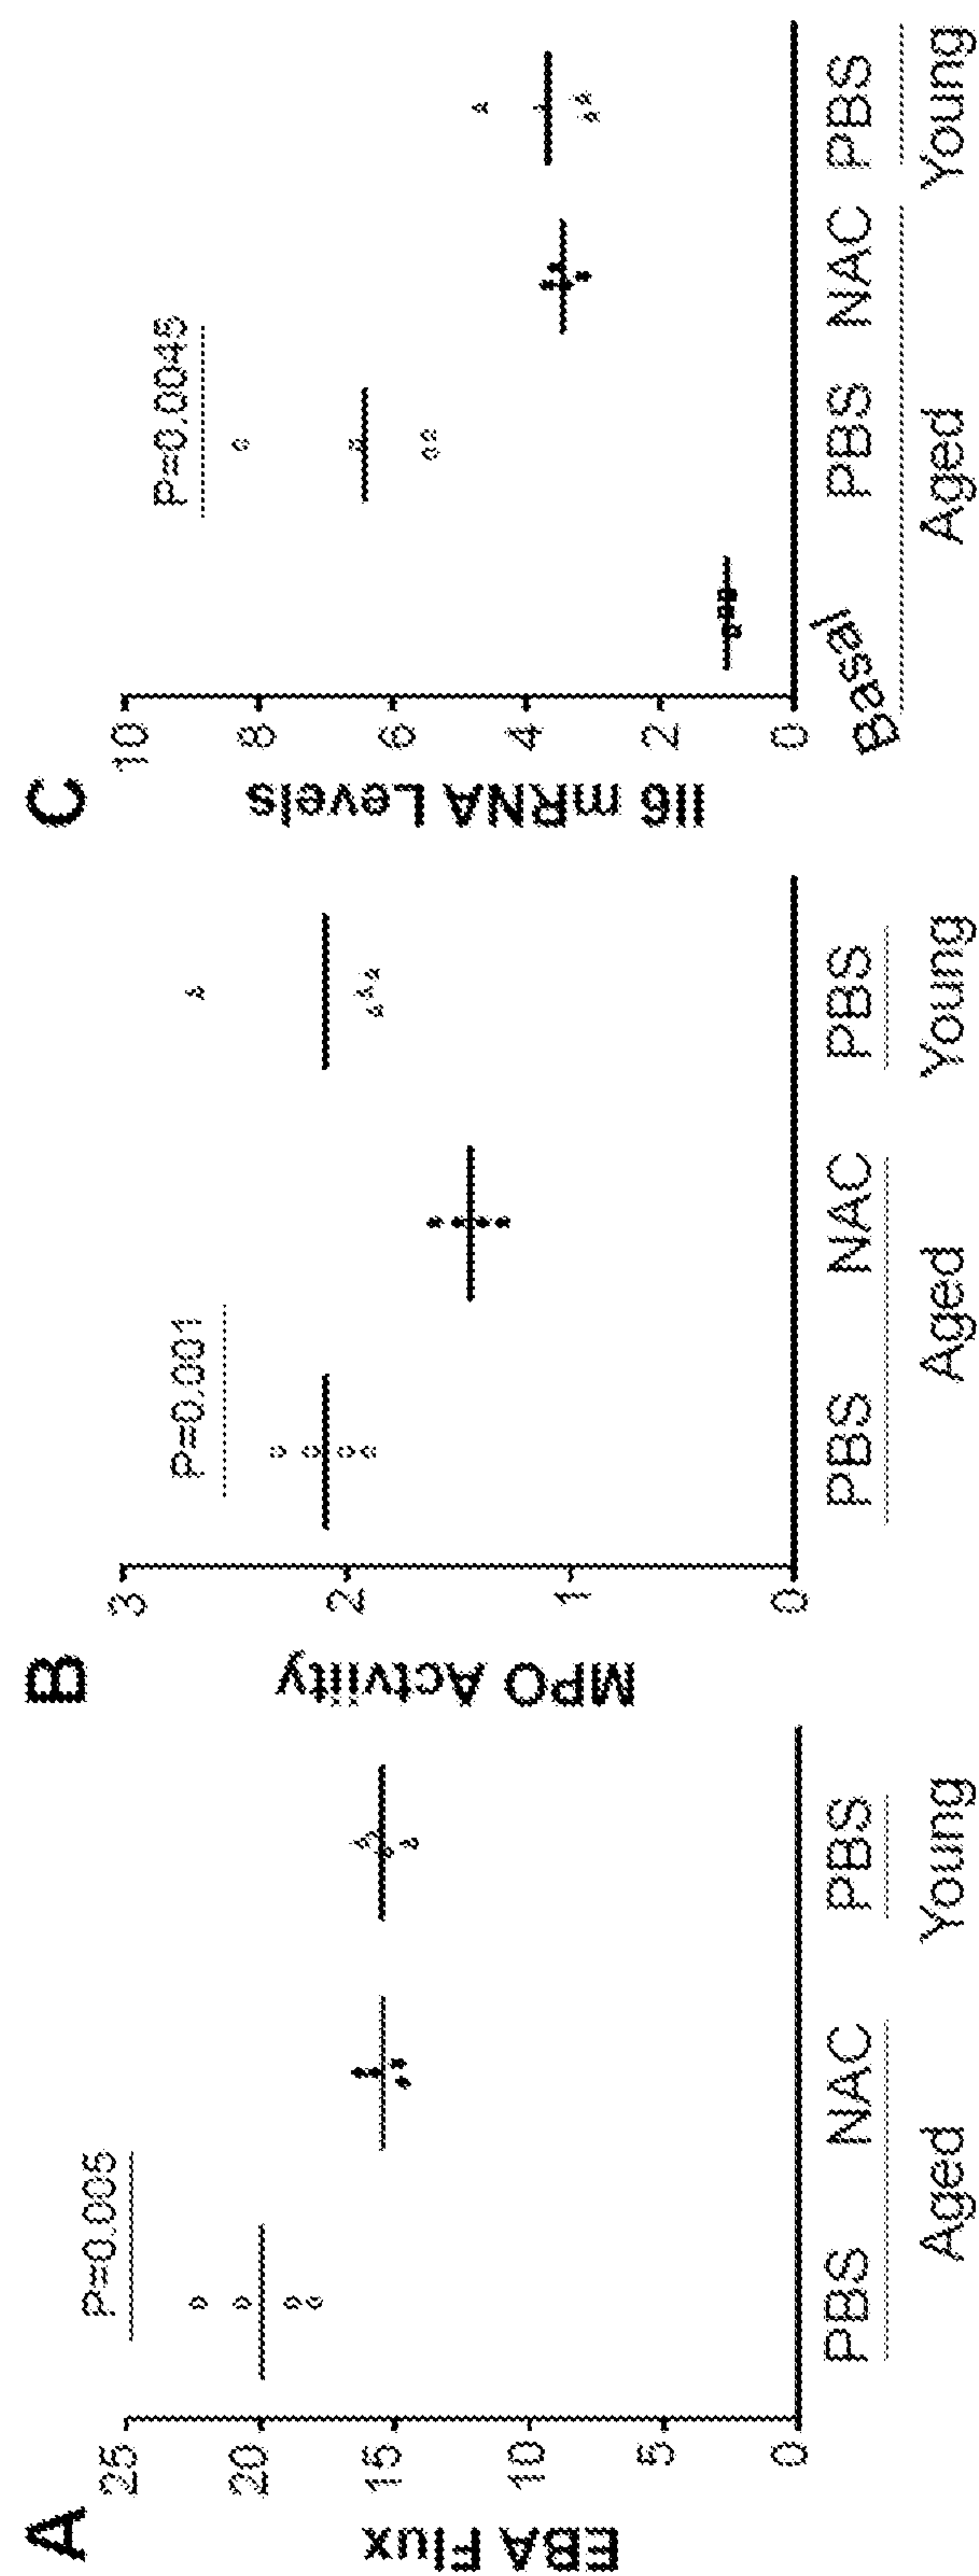 A
EBA Flux
25
20
15
10
5
0
P=0.005
PBS NAC PBS
Aged Young
B
MPO Actviity
3
2
1
0
P=0.001
PBS NAC PBS
Aged Young
C
Il6 mRNA Levels
10
8
6
4
2
0
P=0.0045
Basal PBS NAC PBS
Aged Young